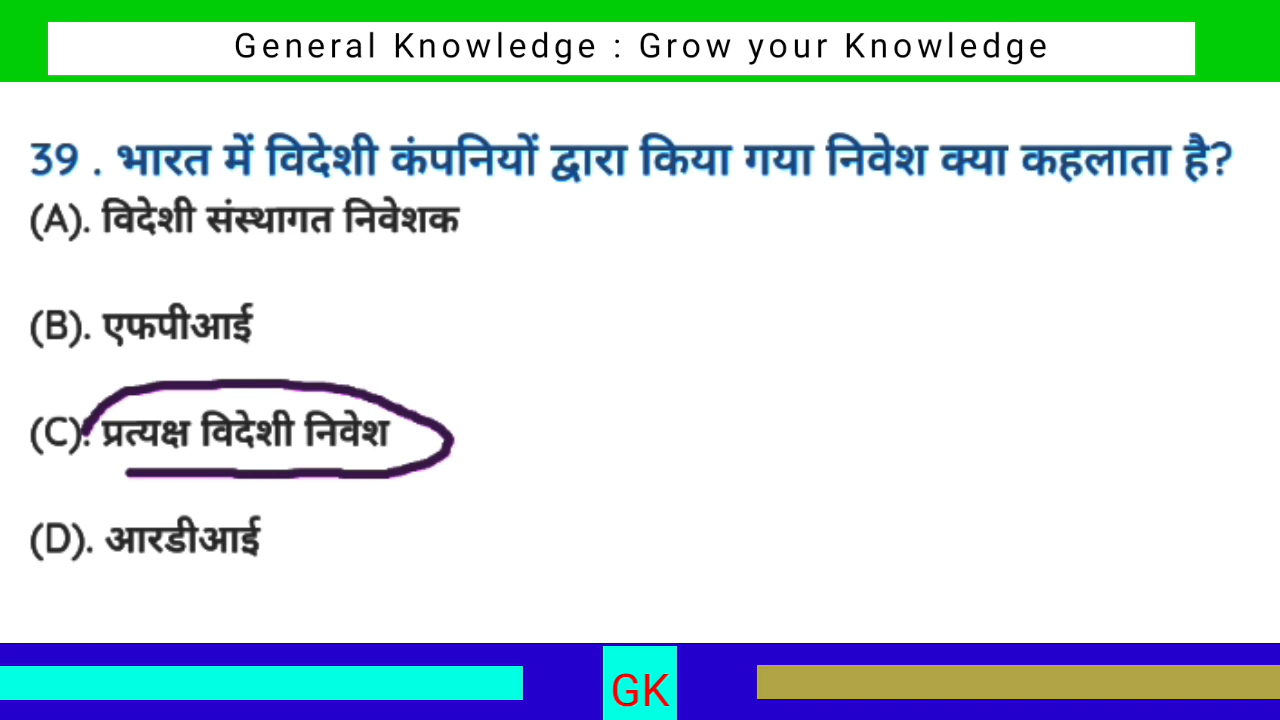 General Knowledge : Grow your Knowledge
39 . भारत में विदेशी कंपनियों द्वारा किया गया निवेश क्या कहलाता है?
(A). विदेशी संस्थागत निवेशक
(B). एफपीआई
(C). प्रत्यक्ष विदेशी निवेश
(D). आरडीआई
GK